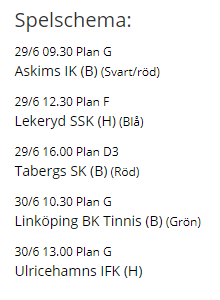 Spelschema:
29/6 09.30 Plan G
Askims IK (B) (Svart/röd)
29/6 12.30 Plan F
Lekeryd SSK (H) (Blå)
29/6 16.00 Plan D3
Tabergs SK (B) (Röd)
30/6 10.30 Plan G
Linköping BK Tinnis (B) (Grön)
30/6 13.00 Plan G
Ulricehamns IFK (H)